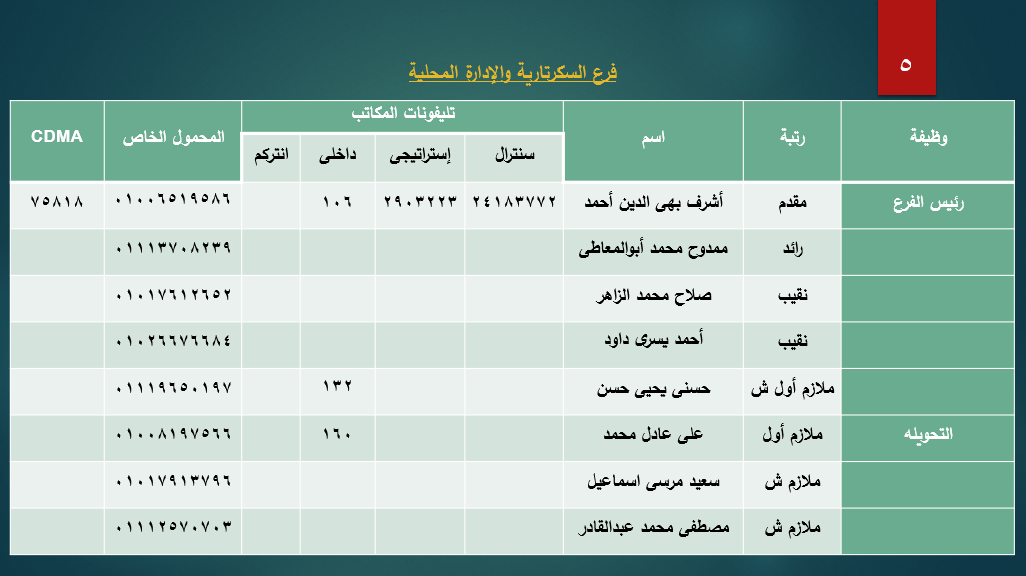 ٥
فرع السكرتارية والإدارة المحلية
وظيفة رتبة اسم تليفونات المكاتب المحمول الخاص CDMA
سنترال إستراتيجى داخلى انتركم
رئيس الفرع مقدم أشرف بهى الدين أحمد ٢٤١٨٣٧٧٢ ٢٩٠٣٢٢٣ ١٠٦ ٠١٠٠٦٥١٩٥٨٦ ٧٥٨١٨
رائد ممدوح محمد أبوالمعاطى ٠١١١٣٧٠٨٢٣٩
نقيب صلاح محمد الزاهر ٠١٠١٧٦١٢٦٥٢
نقيب أحمد يسرى داود ٠١٠٢٦٦٧٦٦٨٤
ملازم أول ش حسنى يحيى حسن ١٣٢ ٠١١١٩٦٥٠١٩٧
التحويله ملازم أول على عادل محمد ١٦٠ ٠١٠٠٨١٩٧٥٦٦
ملازم ش سعيد مرسى اسماعيل ٠١٠١٧٩١٣٧٩٦
ملازم ش مصطفى محمد عبدالقادر ٠١١١٢٥٧٠٧٠٣